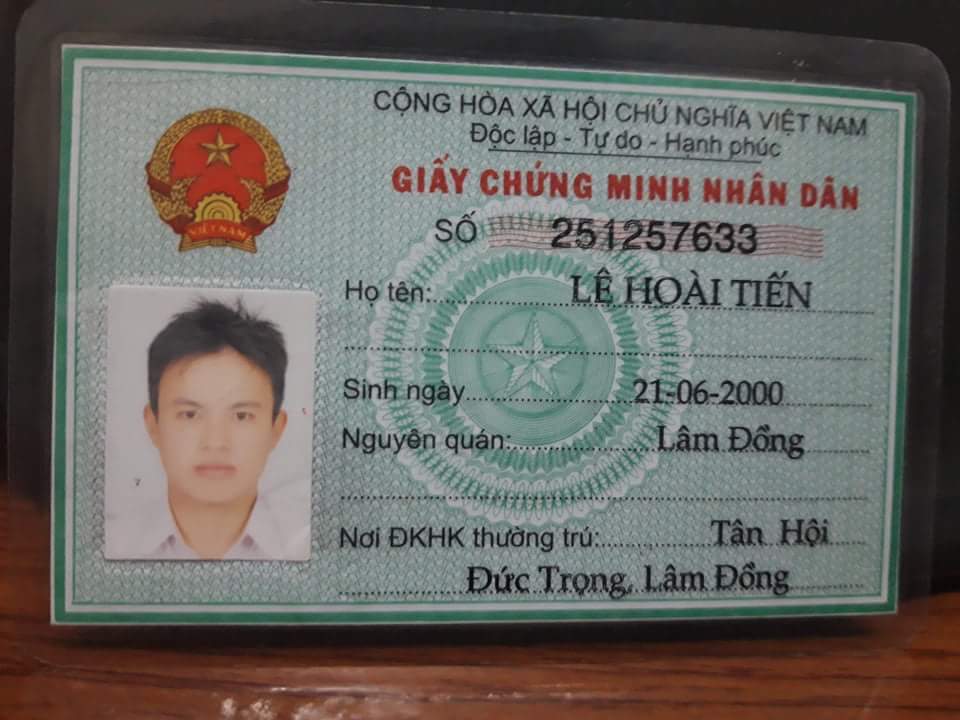 CỘNG HÒA XÃ HỘI CHỦ NGHĨA VIỆT NAM
Độc lập - Tự do - Hạnh phúc
GIẤY CHỨNG MINH NHÂN DÂN
VIỆT NAM
SỐ 251257633
Họ tên: LÊ HOÀI TIẾN
Sinh ngày 21-06-2000
Nguyên quán: Lâm Đồng
Nơi ĐKHK thường trú: Tân Hội
Đức Trọng, Lâm Đồng